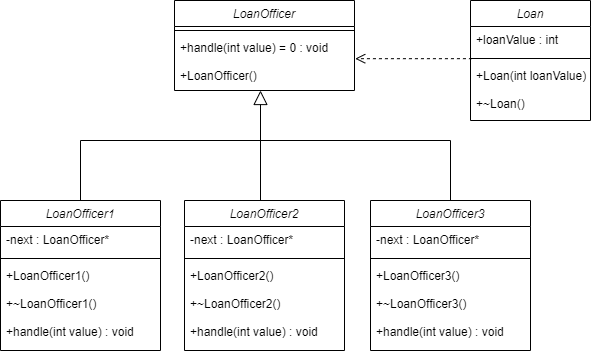 LoanOfficer
+handle(int value) = 0 : void
+LoanOfficer()
Loan
+loanValue : int
+Loan(int loanValue)
+~Loan()
LoanOfficer1
-next : LoanOfficer*
+LoanOfficer1()
+~LoanOfficer1()
+handle(int value) : void
LoanOfficer2
-next : LoanOfficer*
+LoanOfficer2()
+~LoanOfficer2()
+handle(int value) : void
LoanOfficer3
-next : LoanOfficer*
+LoanOfficer3()
+~LoanOfficer3()
+handle(int value) : void